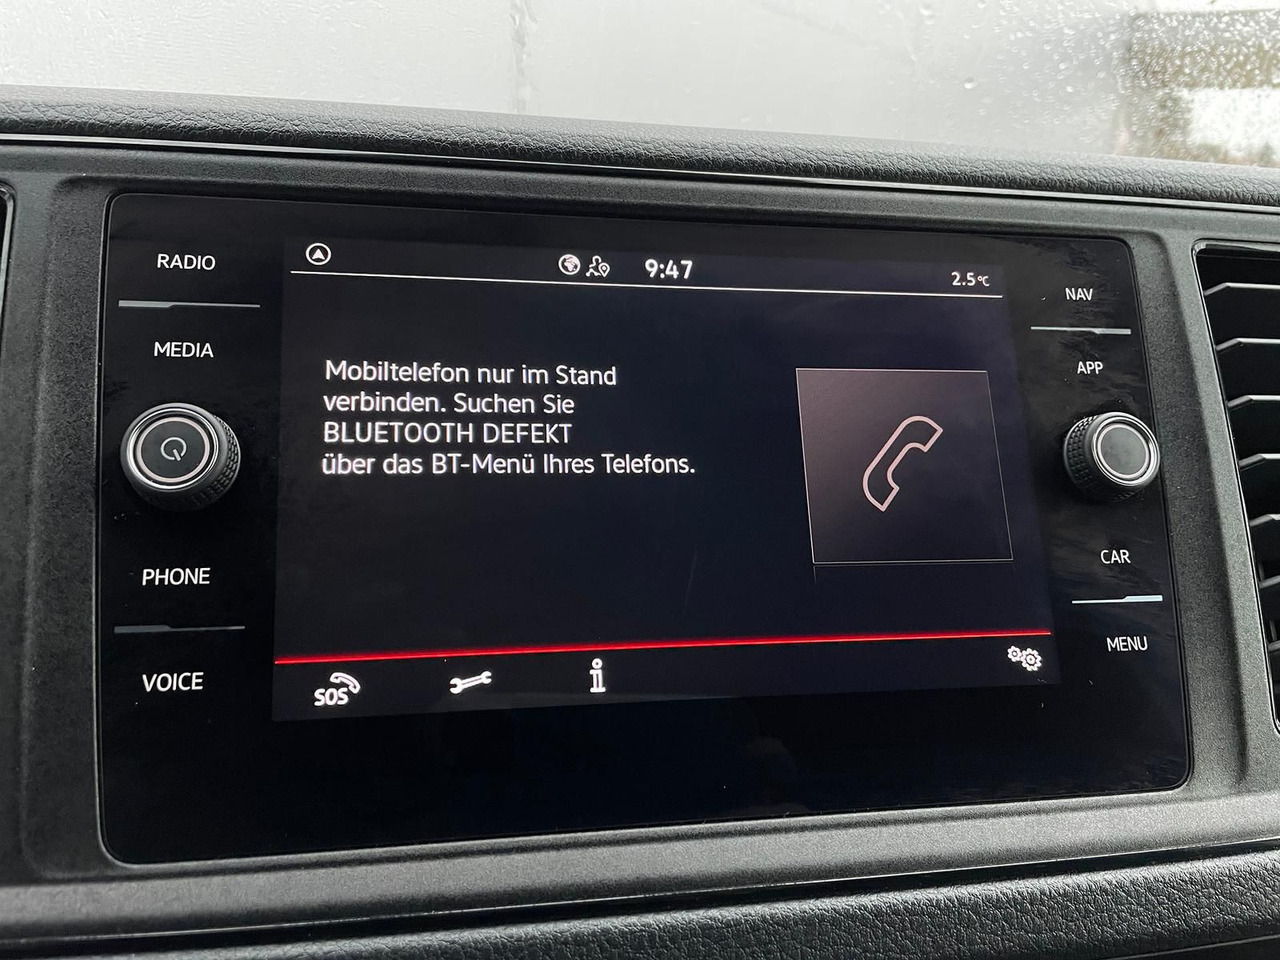 RADIO
MEDIA
PHONE
VOICE
9:47
2.5°C
Mobiltelefon nur im Stand
verbinden. Suchen Sie
BLUETOOTH DEFEKT
über das BT-Menü Ihres Telefons.
SOS
NAV
APP
CAR
MENU